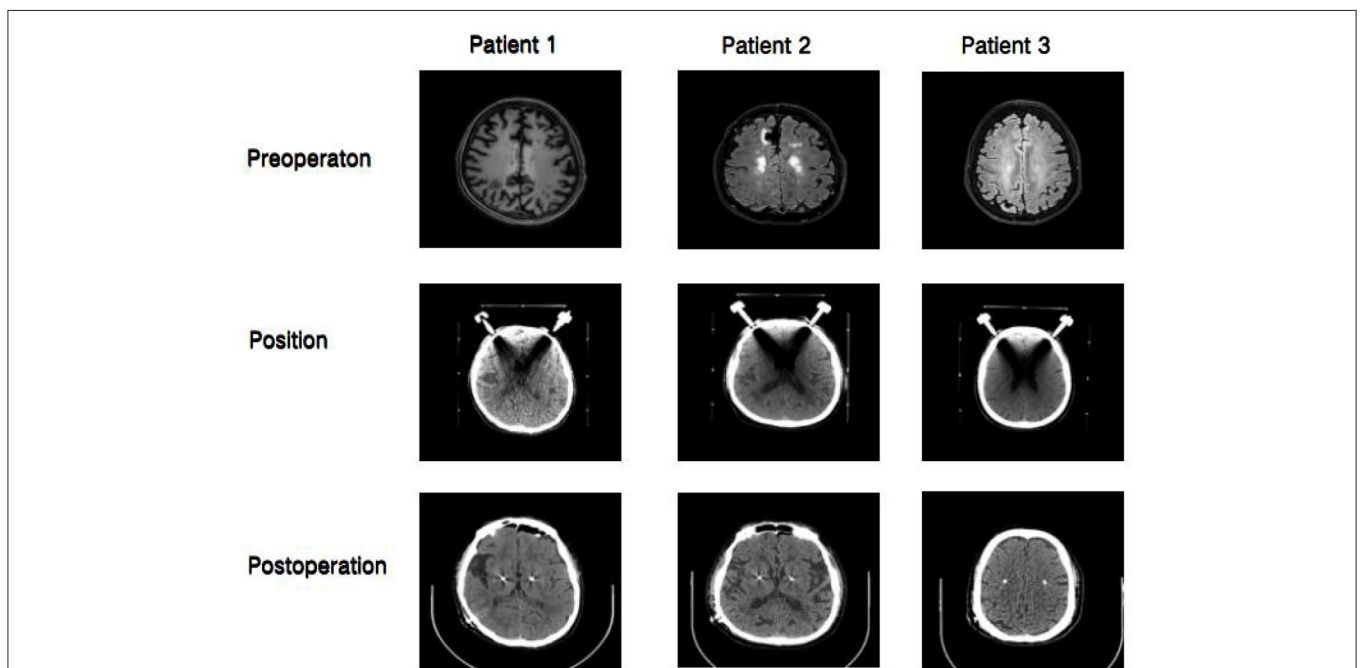 Patient 1 Patient 2 Patient 3
Preoperaton
Position
Postoperation